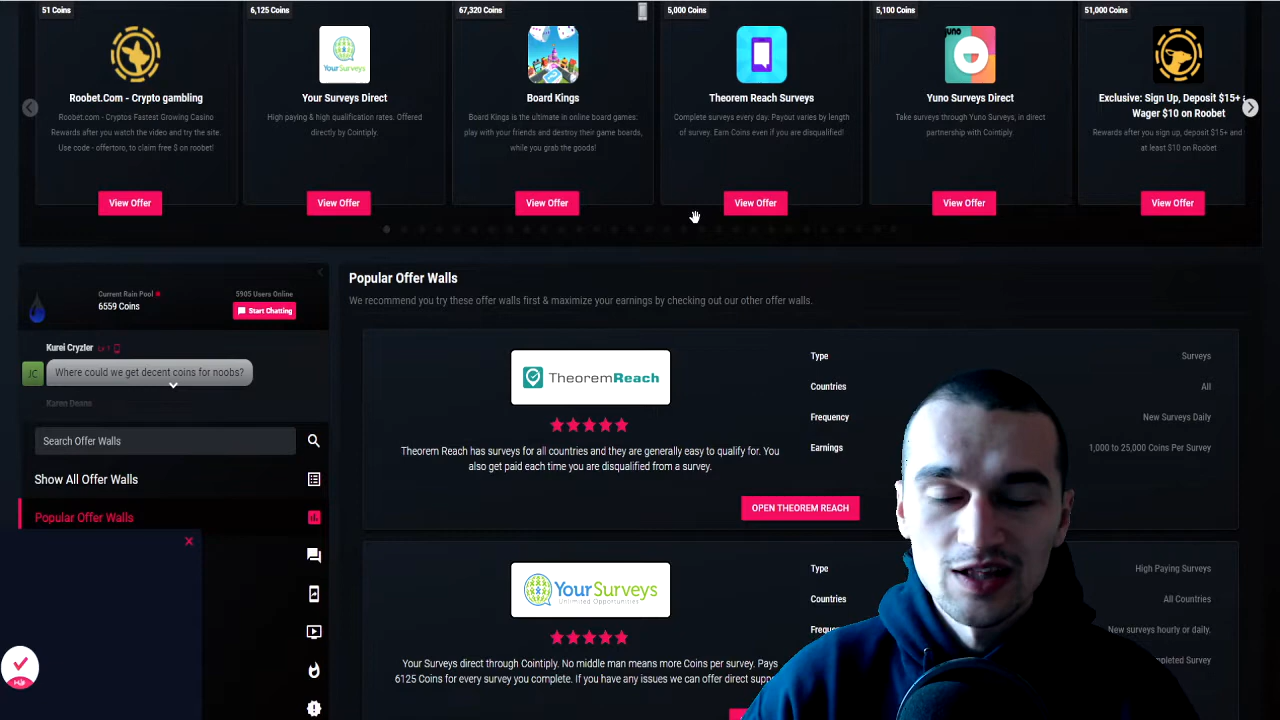 51 Coins
Roobet.Com - Crypto gambling
Roobet.com - Cryptos Fastest Growing Casino
Rewards after you watch the video and try the site.
Use code - offertoro, to claim free $ on roobet!
View Offer
6,125 Coins
YourSurveys
Your Surveys Direct
High paying & high qualification rates. Offered
directly by Cointiply.
View Offer
67,320 Coins
Board Kings
Board Kings is the ultimate in online board games:
play with your friends and destroy their game boards,
while you grab the goods!
View Offer
5,000 Coins
Theorem Reach Surveys
Complete surveys every day. Payout varies by length
of survey. Earn Coins even if you are disqualified!
View Offer
5,100 Coins
yuno
Yuno Surveys Direct
Take surveys through Yuno Surveys, in direct
partnership with Cointiply.
View Offer
51,000 Coins
Exclusive: Sign Up, Deposit $15+
Wager $10 on Roobet
Rewards after you sign up, deposit $15+ and
at least $10 on Roobet
View Offer
Current Rain Pool
6559 Coins
5905 Users Online
Start Chatting
Kurei Cryzler
JC
Where could we get decent coins for noobs?
Karen Deane
Search Offer Walls
Show All Offer Walls
Popular Offer Walls
Popular Offer Walls
We recommend you try these offer walls first & maximize your earnings by checking out our other offer walls.
TheoremReach
Theorem Reach has surveys for all countries and they are generally easy to qualify for. You
also get paid each time you are disqualified from a survey.
Type Surveys
Countries All
Frequency New Surveys Daily
Earnings 1,000 to 25,000 Coins Per Survey
OPEN THEOREM REACH
YourSurveys
Unlimited Opportunities
Your Surveys direct through Cointiply. No middle man means more Coins per survey. Pays
6125 Coins for every survey you complete. If you have any issues we can offer direct supp
Type High Paying Surveys
Countries All Countries
Frequ New surveys hourly or daily.
pleted Survey